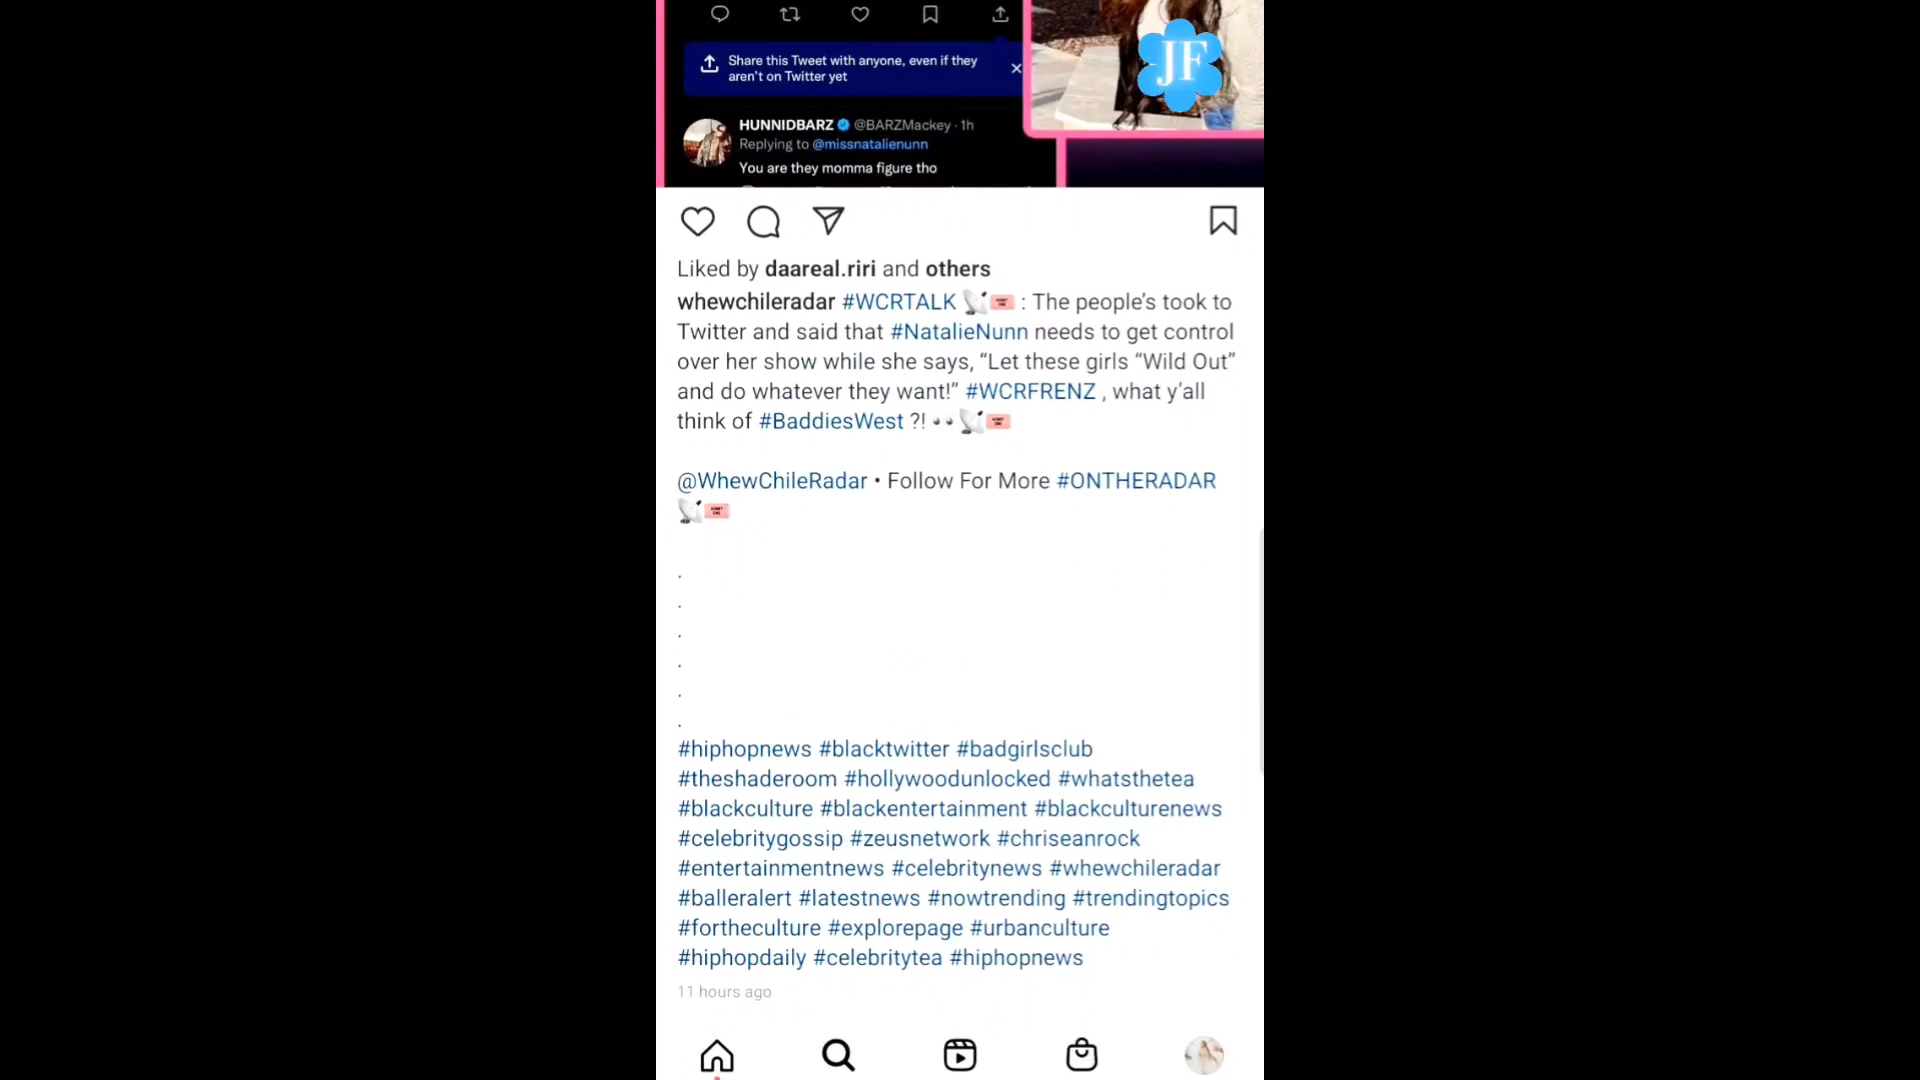 JF
Share this Tweet with anyone, even if they
aren't on Twitter yet
HUNNIDBARZ @BARZMackey · 1h
Replying to @missnatalienunn
You are they momma figure tho
Liked by daareal.riri and others
whewchileradar #WCRTALK 📡🎟️ : The people's took to
Twitter and said that #NatalieNunn needs to get control
over her show while she says, “Let these girls “Wild Out”
and do whatever they want!” #WCRFRENZ , what y'all
think of #BaddiesWest ?! 👀📡🎟️
@WhewChileRadar • Follow For More #ONTHERADAR
📡🎟️
.
.
.
.
.
.
#hiphopnews #blacktwitter #badgirlsclub
#theshaderoom #hollywoodunlocked #whatsthetea
#blackculture #blackentertainment #blackculturenews
#celebritygossip #zeusnetwork #chriseanrock
#entertainmentnews #celebritynews #whewchileradar
#balleralert #latestnews #nowtrending #trendingtopics
#fortheculture #explorepage #urbanculture
#hiphopdaily #celebritytea #hiphopnews
11 hours ago